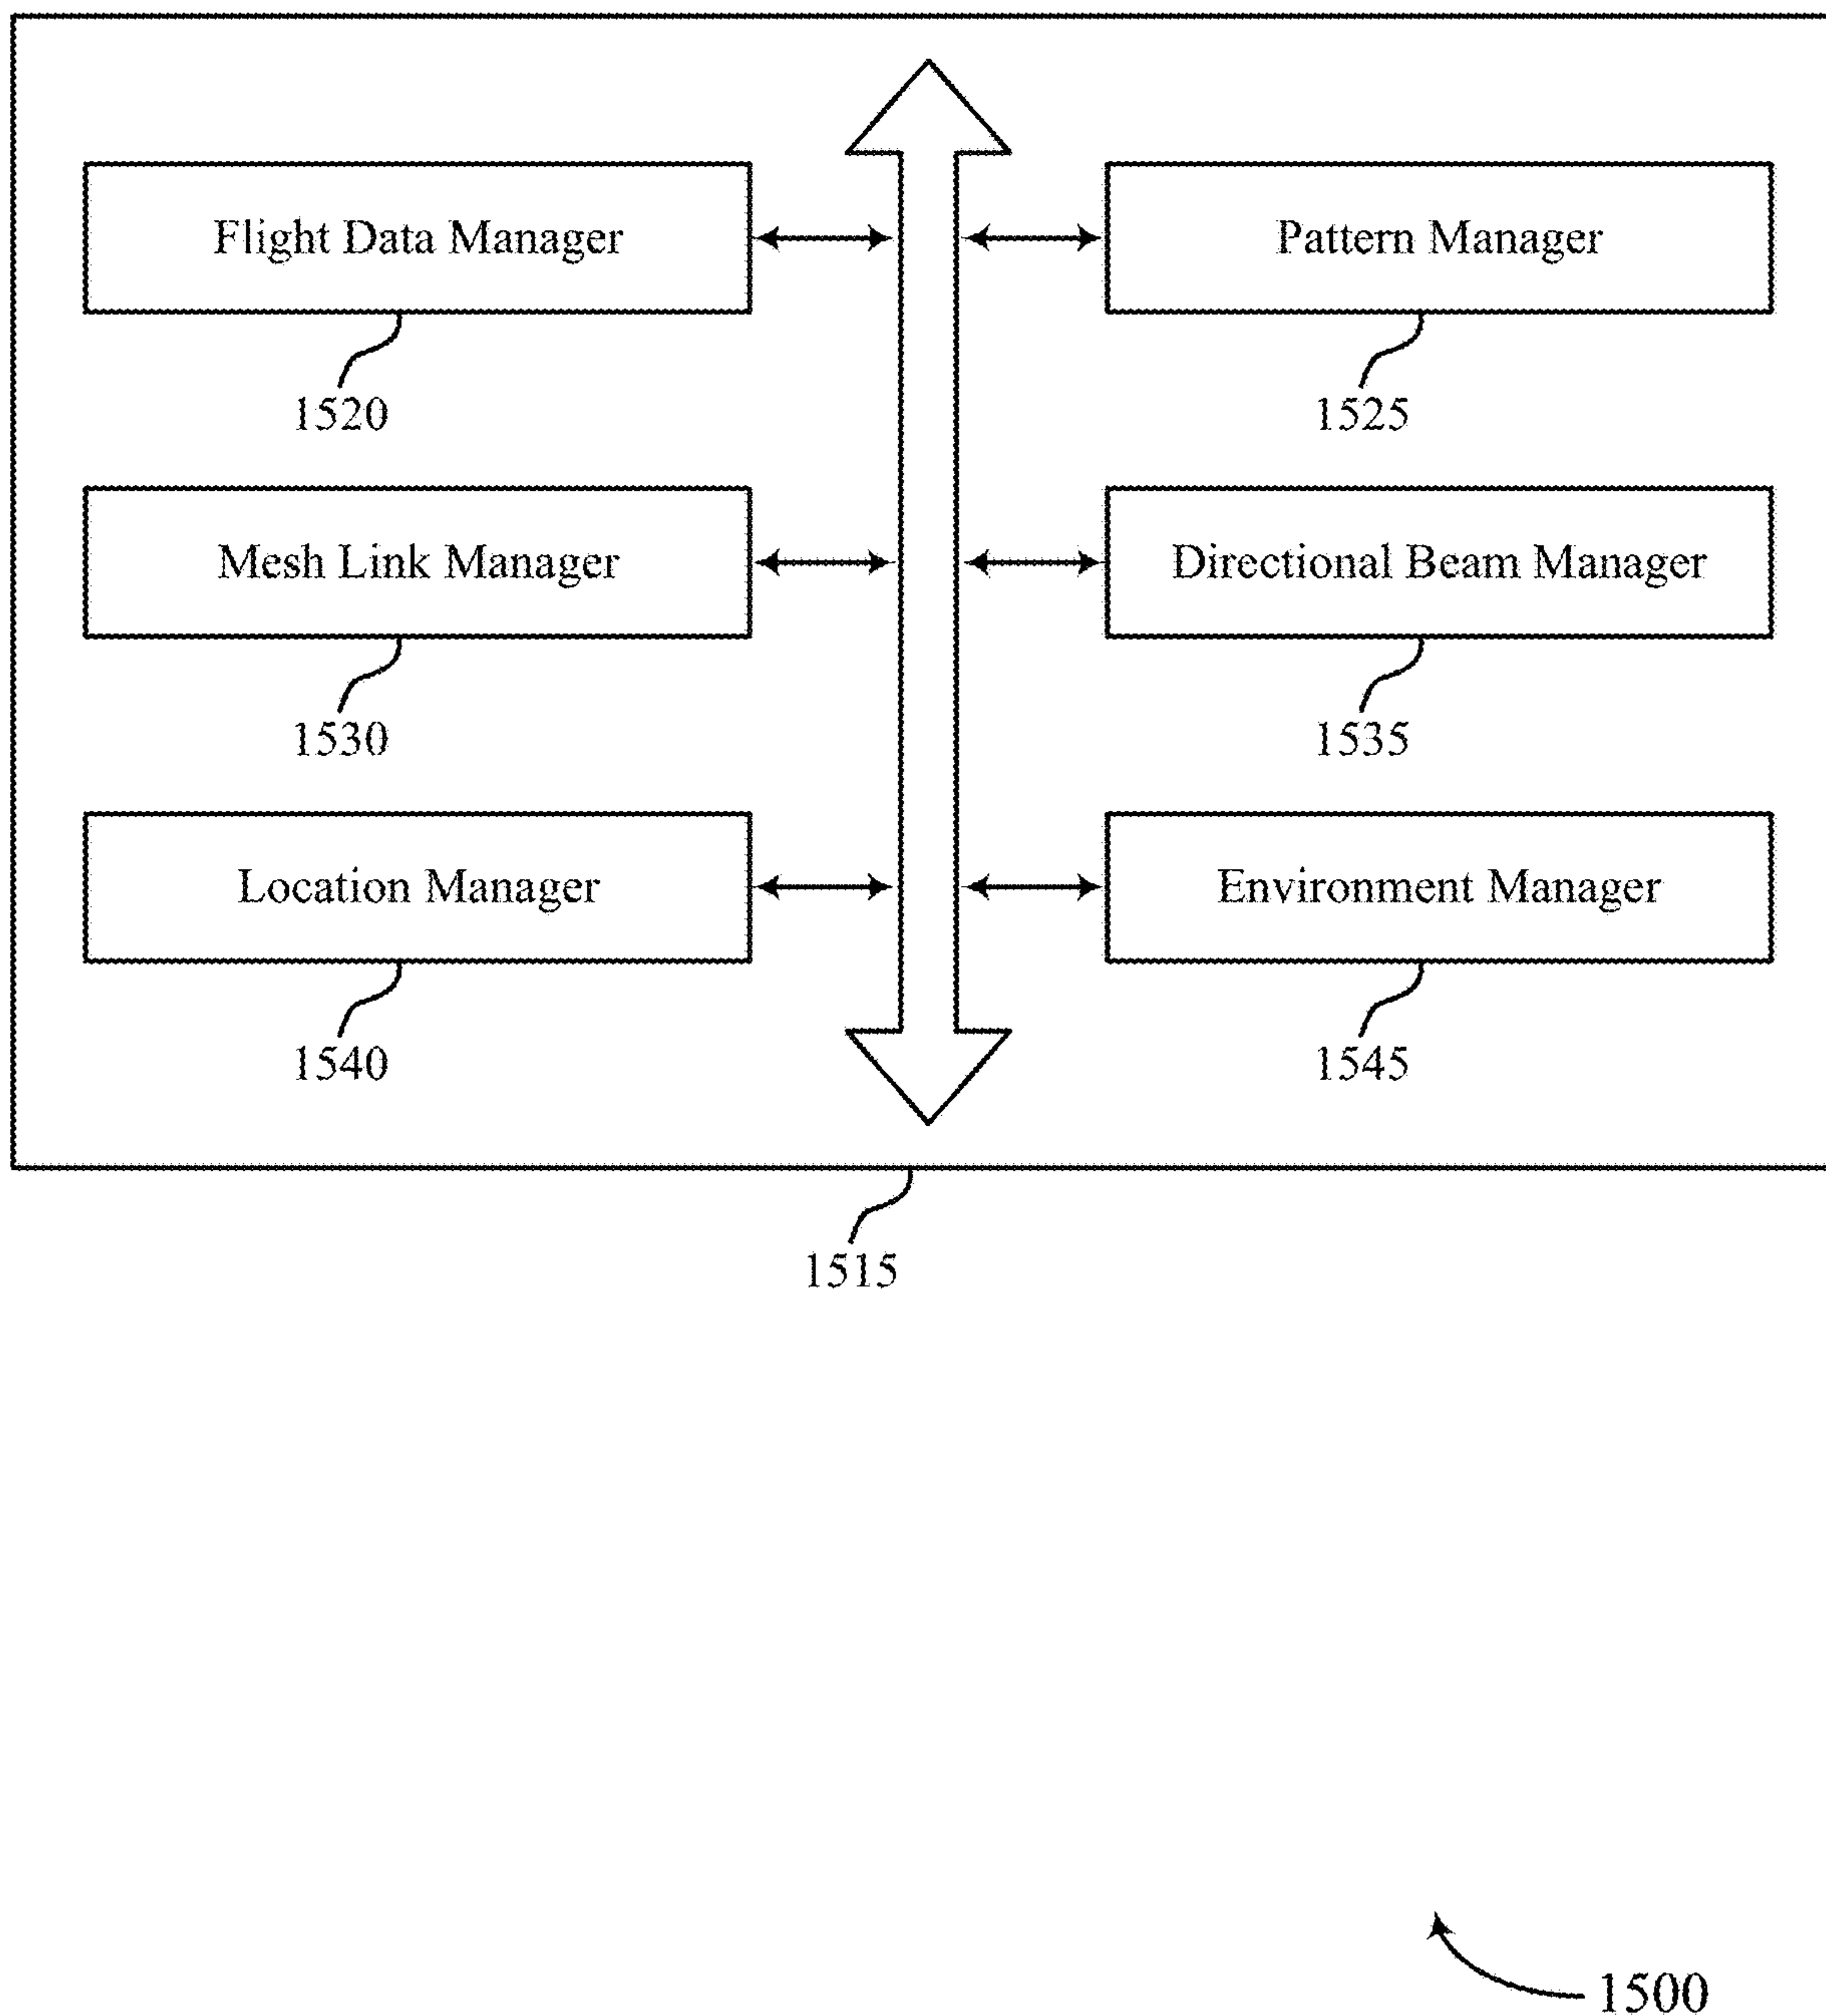 Flight Data Manager
Pattern Manager
1520
1525
Mesh Link Manager
Directional Beam Manager
1530
1535
Location Manager
Environment Manager
1540
1545
1515
1500